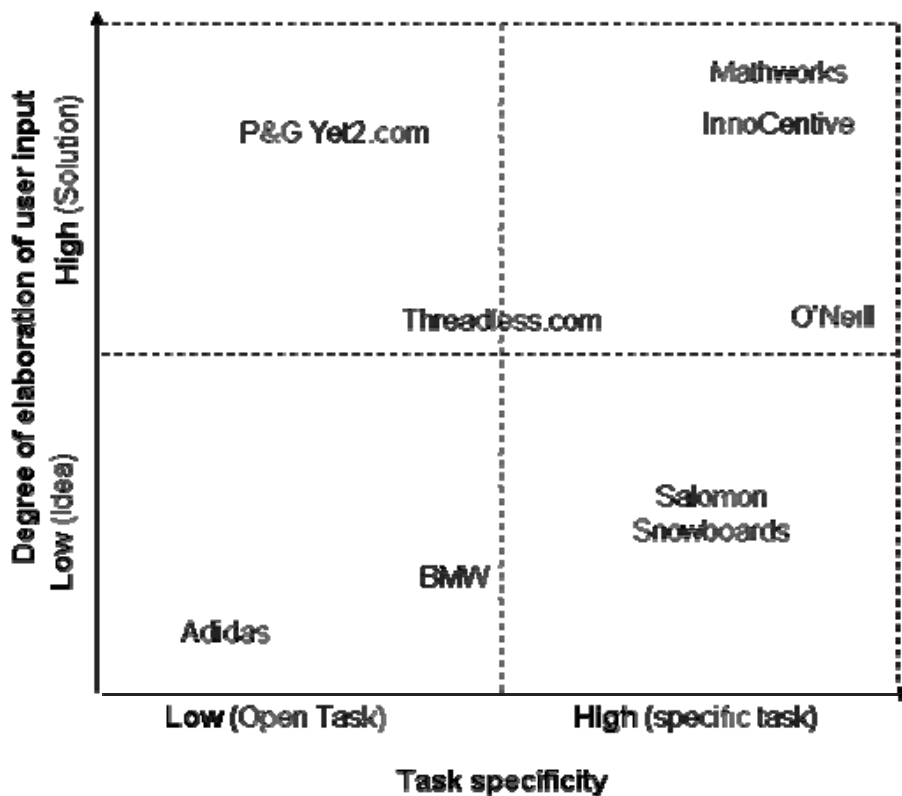 Degree of elaboration of user input
High (Solution)
Low (Idea)
Mathworks
InnoCentive
P&G Yet2.com
Threadless.com
O'Neill
Salomon
Snowboards
BMW
Adidas
Low (Open Task)
High (specific task)
Task specificity